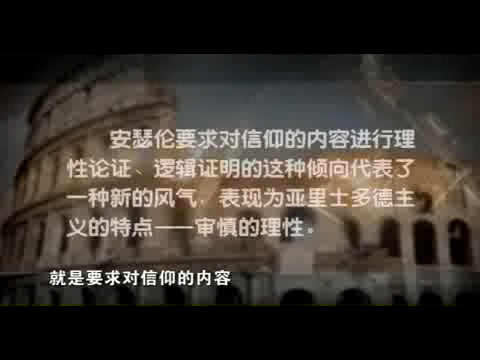 安瑟伦要求对信仰的内容进行理
性论证、逻辑证明的这种倾向代表了
一种新的风气，表现为亚里士多德主
义的特点——审慎的理性。
就是要求对信仰的内容